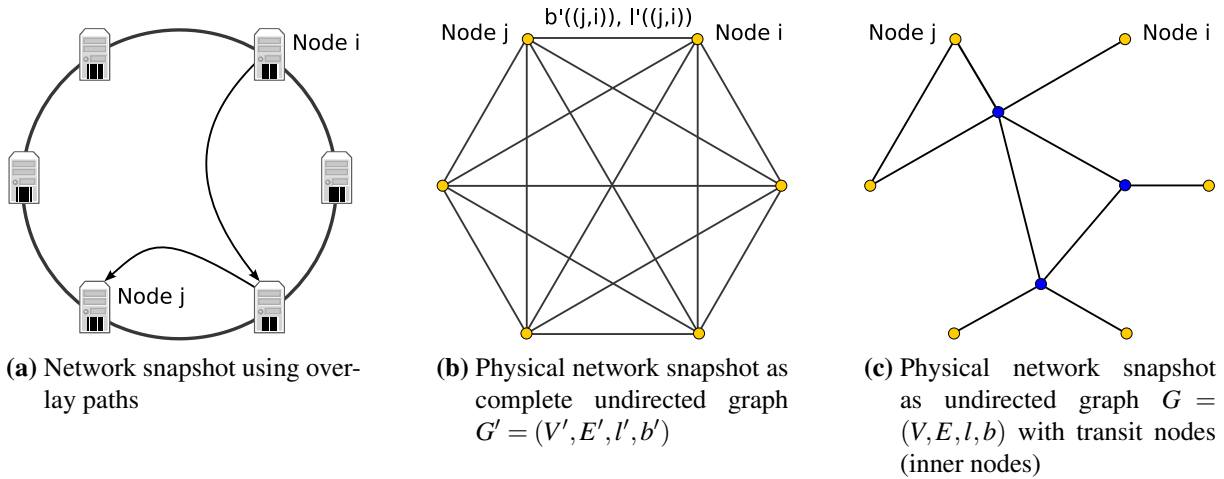 Node i
Node j
b'((j,i)), l'((j,i))
Node j
Node i
Node j
Node i
(a) Network snapshot using over-
lay paths
(b) Physical network snapshot as
complete undirected graph
G′ = (V′,E′,l′,b′)
(c) Physical network snapshot
as undirected graph G =
(V,E,l,b) with transit nodes
(inner nodes)